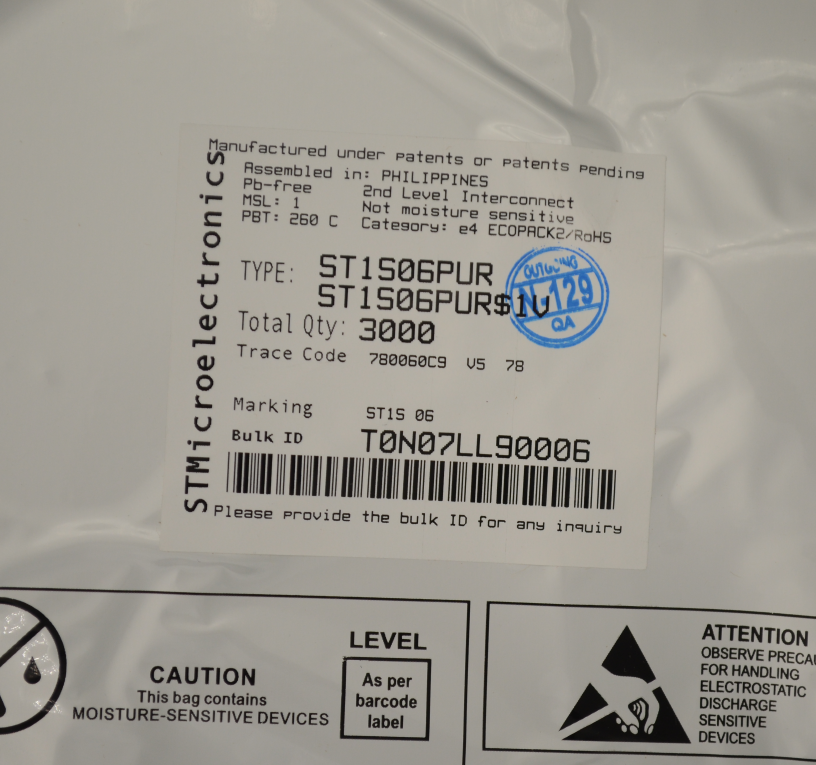 Manufactured under patents or patents pending
STMicroelectronics
Assembled in: PHILIPPINES
Pb-free 2nd Level Interconnect
MSL: 1 Not moisture sensitive
PBT: 260 C Category: e4 ECOPACK2/RoHS
TYPE: ST1S06PUR
ST1S06PUR$1V
OUTGOING
N-129
QA
Total Qty: 3000
Trace Code 780060C9 V5 78
Marking ST1S 06
Bulk ID T0N07LL90006
Please provide the bulk ID for any inquiry
CAUTION
This bag contains
MOISTURE-SENSITIVE DEVICES
LEVEL
As per
barcode
label
ATTENTION
OBSERVE PRECAU
FOR HANDLING
ELECTROSTATIC
DISCHARGE
SENSITIVE
DEVICES